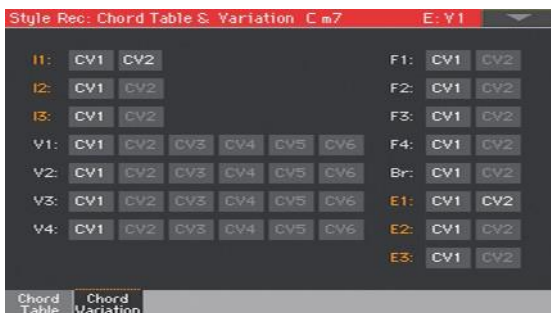 Style Rec: Chord Table & Variation C m7 E: V1
I1: CV1 CV2 F1: CV1 CV2
I2: CV1 CV2 F2: CV1 CV2
I3: CV1 CV2 F3: CV1 CV2
V1: CV1 CV2 CV3 CV4 CV5 CV6 F4: CV1 CV2
V2: CV1 CV2 CV3 CV4 CV5 CV6 Br: CV1 CV2
V3: CV1 CV2 CV3 CV4 CV5 CV6 E1: CV1 CV2
V4: CV1 CV2 CV3 CV4 CV5 CV6 E2: CV1 CV2
E3: CV1 CV2
Chord Chord
Table Variation